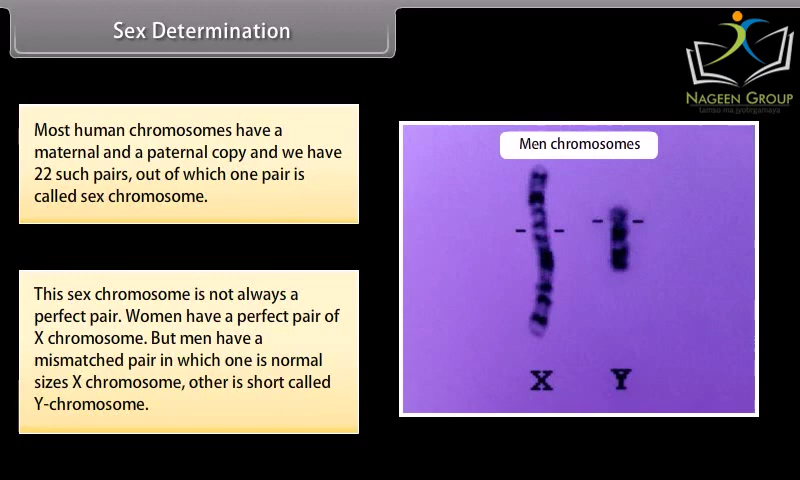 Sex Determination
NAGEEN GROUP
tamso ma jyotirgamaya
Most human chromosomes have a
maternal and a paternal copy and we have
22 such pairs, out of which one pair is
called sex chromosome.
Men chromosomes
This sex chromosome is not always a
perfect pair. Women have a perfect pair of
X chromosome. But men have a
mismatched pair in which one is normal
sizes X chromosome, other is short called
Y-chromosome.
X Y